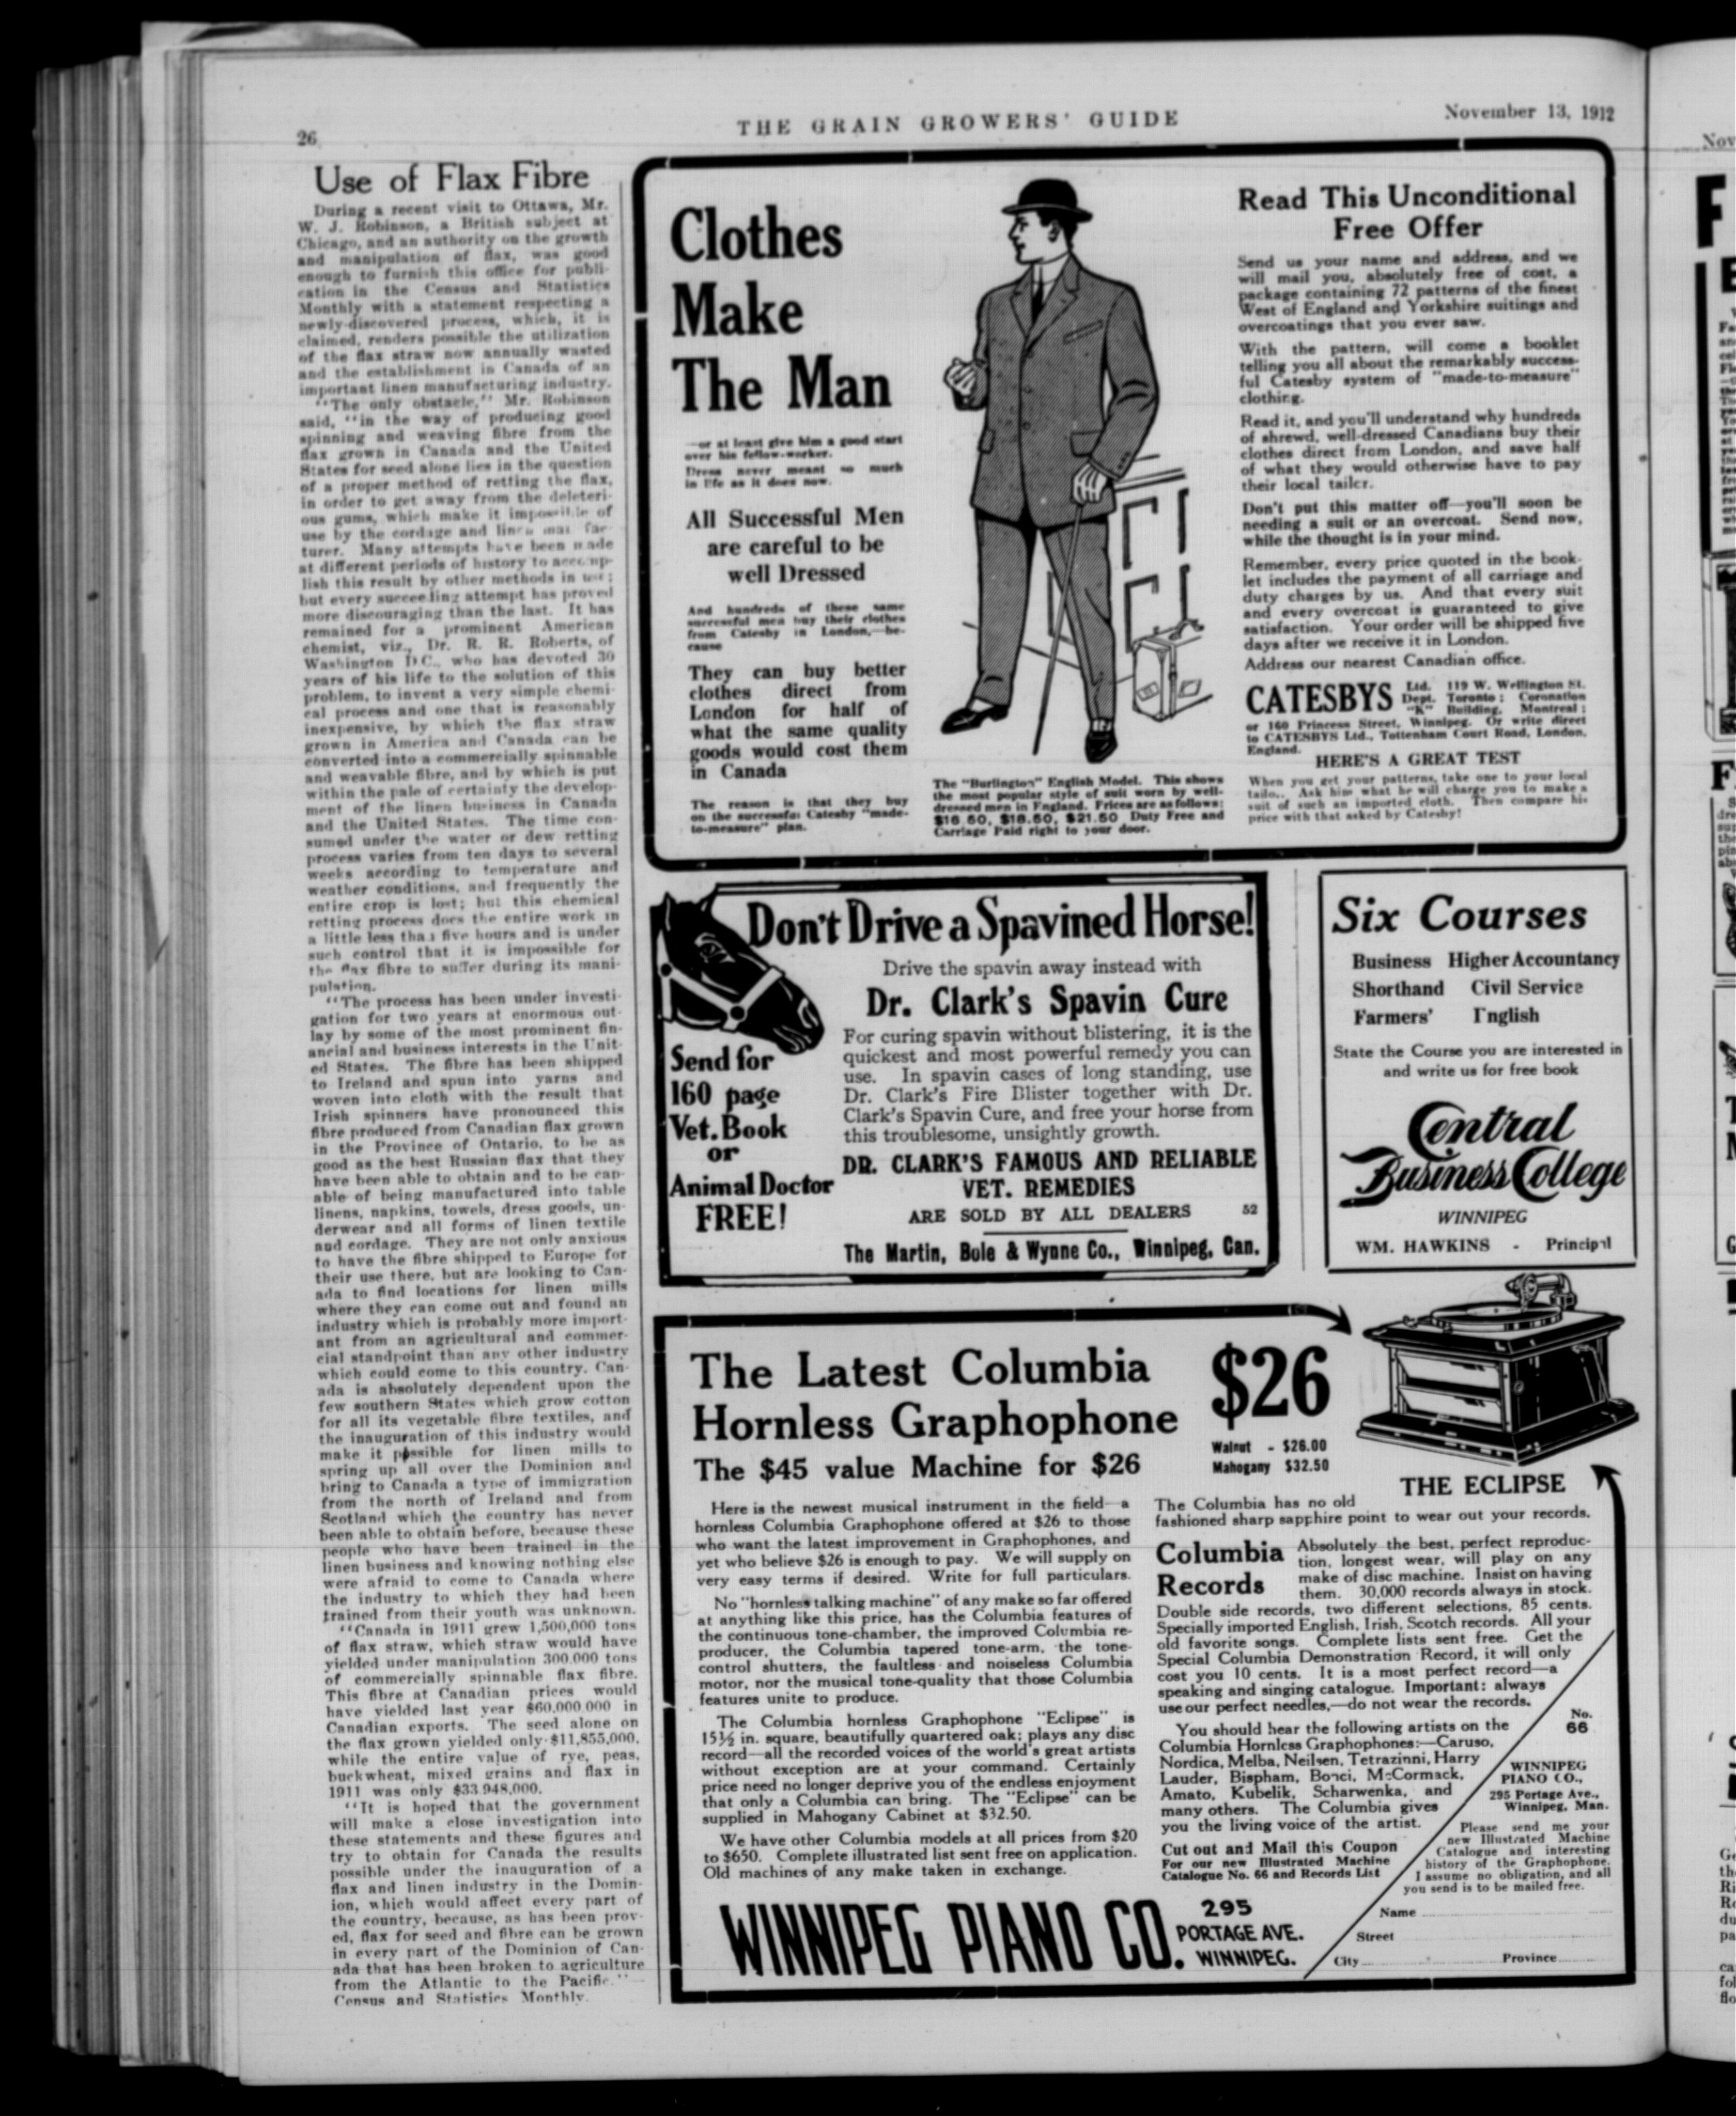 26
THE GRAIN GROWERS' GUIDE
November 13, 1912
Use of Flax Fibre
During a recent visit to Ottawa, Mr.
W. J. Robinson, a British subject at
Chicago, and an authority on the growth
and manipulation of flax, was good
enough to furnish this office for publi-
cation in the Census and Statistics
Monthly with a statement respecting a
newly-discovered process, which, it is
claimed, renders possible the utilization
of the flax straw now annually wasted
and the establishment in Canada of an
important linen manufacturing industry.
"The only obstacle," Mr. Robinson
said, "in the way of producing good
spinning and weaving fibre from the
flax grown in Canada and the United
States for seed alone lies in the question
of a proper method of retting the flax,
in order to get away from the deleteri-
ous gums, which make it impossible of
use by the cordage and linen manufac-
turer. Many attempts have been made
at different periods of history to accomp-
lish this result by other methods in use;
but every succeeding attempt has proved
more discouraging than the last. It has
remained for a prominent American
chemist, viz., Dr. R. R. Roberts, of
Washington D.C., who has devoted 30
years of his life to the solution of this
problem, to invent a very simple chemi-
cal process and one that is reasonably
inexpensive, by which the flax straw
grown in America and Canada can be
converted into a commercially spinnable
and weavable fibre, and by which is put
within the pale of certainty the develop-
ment of the linen business in Canada
and the United States. The time con-
sumed under the water or dew retting
process varies from ten days to several
weeks according to temperature and
weather conditions, and frequently the
entire crop is lost; but this chemical
retting process does the entire work in
a little less than five hours and is under
such control that it is impossible for
the flax fibre to suffer during its mani-
pulation.
"The process has been under investi-
gation for two years at enormous out-
lay by some of the most prominent fin-
ancial and business interests in the Unit-
ed States. The fibre has been shipped
to Ireland and spun into yarns and
woven into cloth with the result that
Irish spinners have pronounced this
fibre produced from Canadian flax grown
in the Province of Ontario, to be as
good as the best Russian flax that they
have been able to obtain and to be cap-
able of being manufactured into table
linens, napkins, towels, dress goods, un-
derwear and all forms of linen textile
and cordage. They are not only anxious
to have the fibre shipped to Europe for
their use there, but are looking to Can-
ada to find locations for linen mills
where they can come out and found an
industry which is probably more import-
ant from an agricultural and commer-
cial standpoint than any other industry
which could come to this country. Can-
ada is absolutely dependent upon the
few southern States which grow cotton
for all its vegetable fibre textiles, and
the inauguration of this industry would
make it possible for linen mills to
spring up all over the Dominion and
bring to Canada a type of immigration
from the north of Ireland and from
Scotland which the country has never
been able to obtain before, because these
people who have been trained in the
linen business and knowing nothing else
were afraid to come to Canada where
the industry to which they had been
trained from their youth was unknown.
"Canada in 1911 grew 1,500,000 tons
of flax straw, which straw would have
yielded under manipulation 300,000 tons
of commercially spinnable flax fibre.
This fibre at Canadian prices would
have yielded last year $60,000,000 in
Canadian exports. The seed alone on
the flax grown yielded only $11,855,000,
while the entire value of rye, peas,
buckwheat, mixed grains and flax in
1911 was only $33,948,000.
"It is hoped that the government
will make a close investigation into
these statements and these figures and
try to obtain for Canada the results
possible under the inauguration of a
flax and linen industry in the Domin-
ion, which would affect every part of
the country, because, as has been prov-
ed, flax for seed and fibre can be grown
in every part of the Dominion of Can-
ada that has been broken to agriculture
from the Atlantic to the Pacific."—
Census and Statistics Monthly.
Clothes
Make
The Man
—or at least give him a good start
over his fellow-worker.
Dress never meant so much
in life as it does now.
All Successful Men
are careful to be
well Dressed
And hundreds of these same
successful men buy their clothes
from Catesby in London,—be-
cause
They can buy better
clothes direct from
London for half of
what the same quality
goods would cost them
in Canada
The reason is that they buy
on the successful Catesby "made-
to-measure" plan.
The "Burlington" English Model. This shows
the most popular style of suit worn by well-
dressed men in England. Prices are as follows:
$16.50, $18.50, $21.50 Duty Free and
Carriage Paid right to your door.
Read This Unconditional
Free Offer
Send us your name and address, and we
will mail you, absolutely free of cost, a
package containing 72 patterns of the finest
West of England and Yorkshire suitings and
overcoatings that you ever saw.
With the pattern, will come a booklet
telling you all about the remarkably success-
ful Catesby system of "made-to-measure"
clothing.
Read it, and you'll understand why hundreds
of shrewd, well-dressed Canadians buy their
clothes direct from London, and save half
of what they would otherwise have to pay
their local tailor.
Don't put this matter off—you'll soon be
needing a suit or an overcoat. Send now,
while the thought is in your mind.
Remember, every price quoted in the book-
let includes the payment of all carriage and
duty charges by us. And that every suit
and every overcoat is guaranteed to give
satisfaction. Your order will be shipped five
days after we receive it in London.
Address our nearest Canadian office.
CATESBYS Ltd. 119 W. Wellington St.
Dept. Toronto; Coronation
"K" Building, Montreal;
or 160 Princess Street, Winnipeg. Or write direct
to CATESBYS Ltd., Tottenham Court Road, London,
England.
HERE'S A GREAT TEST
When you get your patterns, take one to your local
tailor. Ask him what he will charge you to make a
suit of such an imported cloth. Then compare his
price with that asked by Catesby!
Don't Drive a Spavined Horse!
Drive the spavin away instead with
Dr. Clark's Spavin Cure
For curing spavin without blistering, it is the
quickest and most powerful remedy you can
use. In spavin cases of long standing, use
Dr. Clark's Fire Blister together with Dr.
Clark's Spavin Cure, and free your horse from
this troublesome, unsightly growth.
DR. CLARK'S FAMOUS AND RELIABLE
VET. REMEDIES
ARE SOLD BY ALL DEALERS 52
The Martin, Bole & Wynne Co., Winnipeg, Can.
Send for
160 page
Vet. Book
or
Animal Doctor
FREE!
Six Courses
Business Higher Accountancy
Shorthand Civil Service
Farmers' English
State the Course you are interested in
and write us for free book
Central
Business College
WINNIPEG
WM. HAWKINS - Principal
The Latest Columbia
Hornless Graphophone
The $45 value Machine for $26
$26
Walnut - $26.00
Mahogany $32.50
THE ECLIPSE
Here is the newest musical instrument in the field—a
hornless Columbia Graphophone offered at $26 to those
who want the latest improvement in Graphophones, and
yet who believe $26 is enough to pay. We will supply on
very easy terms if desired. Write for full particulars.
No "hornless talking machine" of any make so far offered
at anything like this price, has the Columbia features of
the continuous tone-chamber, the improved Columbia re-
producer, the Columbia tapered tone-arm, the tone-
control shutters, the faultless and noiseless Columbia
motor, nor the musical tone-quality that those Columbia
features unite to produce.
The Columbia hornless Graphophone "Eclipse" is
15½ in. square, beautifully quartered oak; plays any disc
record—all the recorded voices of the world's great artists
without exception are at your command. Certainly
price need no longer deprive you of the endless enjoyment
that only a Columbia can bring. The "Eclipse" can be
supplied in Mahogany Cabinet at $32.50.
We have other Columbia models at all prices from $20
to $650. Complete illustrated list sent free on application.
Old machines of any make taken in exchange.
The Columbia has no old
fashioned sharp sapphire point to wear out your records.
Columbia
Records
Absolutely the best, perfect reproduc-
tion, longest wear, will play on any
make of disc machine. Insist on having
them. 30,000 records always in stock.
Double side records, two different selections, 85 cents.
Specially imported English, Irish, Scotch records. All your
old favorite songs. Complete lists sent free. Get the
Special Columbia Demonstration Record, it will only
cost you 10 cents. It is a most perfect record—a
speaking and singing catalogue. Important: always
use our perfect needles,—do not wear the records.
You should hear the following artists on the
Columbia Hornless Graphophones:—Caruso,
Nordica, Melba, Neilsen, Tetrazinni, Harry
Lauder, Bispham, Bonci, McCormack,
Amato, Kubelik, Scharwenka, and
many others. The Columbia gives
you the living voice of the artist.
Cut out and Mail this Coupon
For our new Illustrated Machine
Catalogue No. 66 and Records List
No.
66
WINNIPEG
PIANO CO.,
295 Portage Ave.,
Winnipeg, Man.
Please send me your
new Illustrated Machine
Catalogue and interesting
history of the Graphophone.
I assume no obligation, and all
you send is to be mailed free.
Name
Street
City Province
WINNIPEG PIANO CO. 295
PORTAGE AVE.
WINNIPEG.